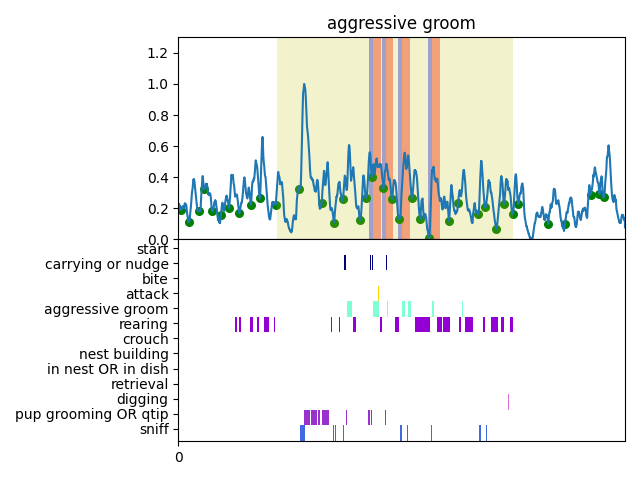 aggressive groom
1.2
1.0
0.8
0.6
0.4
0.2
0.0
start
carrying or nudge
bite
attack
aggressive groom
rearing
crouch
nest building
in nest OR in dish
retrieval
digging
pup grooming OR qtip
sniff
0